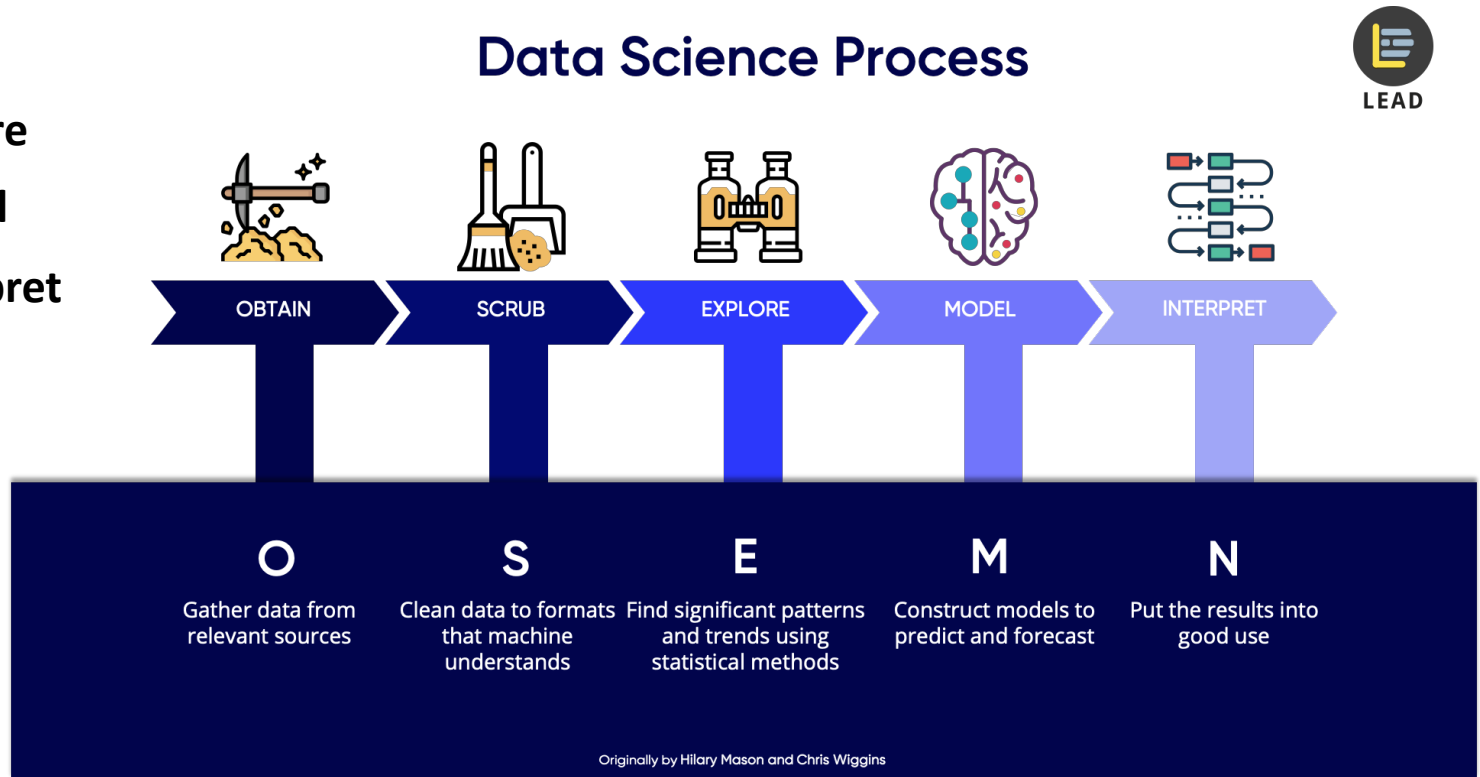 Data Science Process
LEAD
OBTAIN
SCRUB
EXPLORE
MODEL
INTERPRET
O
Gather data from
relevant sources
S
Clean data to formats
that machine
understands
E
Find significant patterns
and trends using
statistical methods
M
Construct models to
predict and forecast
N
Put the results into
good use
Originally by Hilary Mason and Chris Wiggins